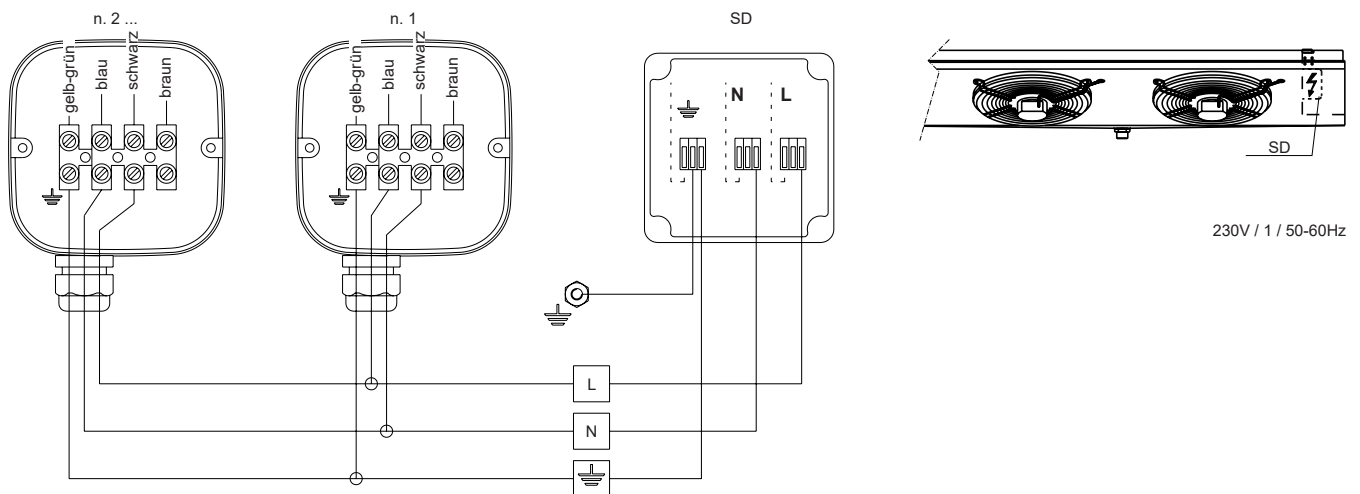 n. 2 ...
gelb-grün
blau
schwarz
braun
n. 1
gelb-grün
blau
schwarz
braun
SD
N
L
SD
230V / 1 / 50-60Hz
L
N